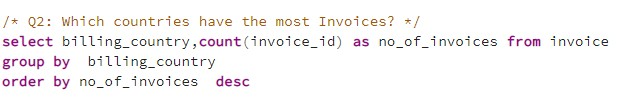 /* Q2: Which countries have the most Invoices? */
select billing_country,count(invoice_id) as no_of_invoices from invoice
group by  billing_country
order by no_of_invoices  desc